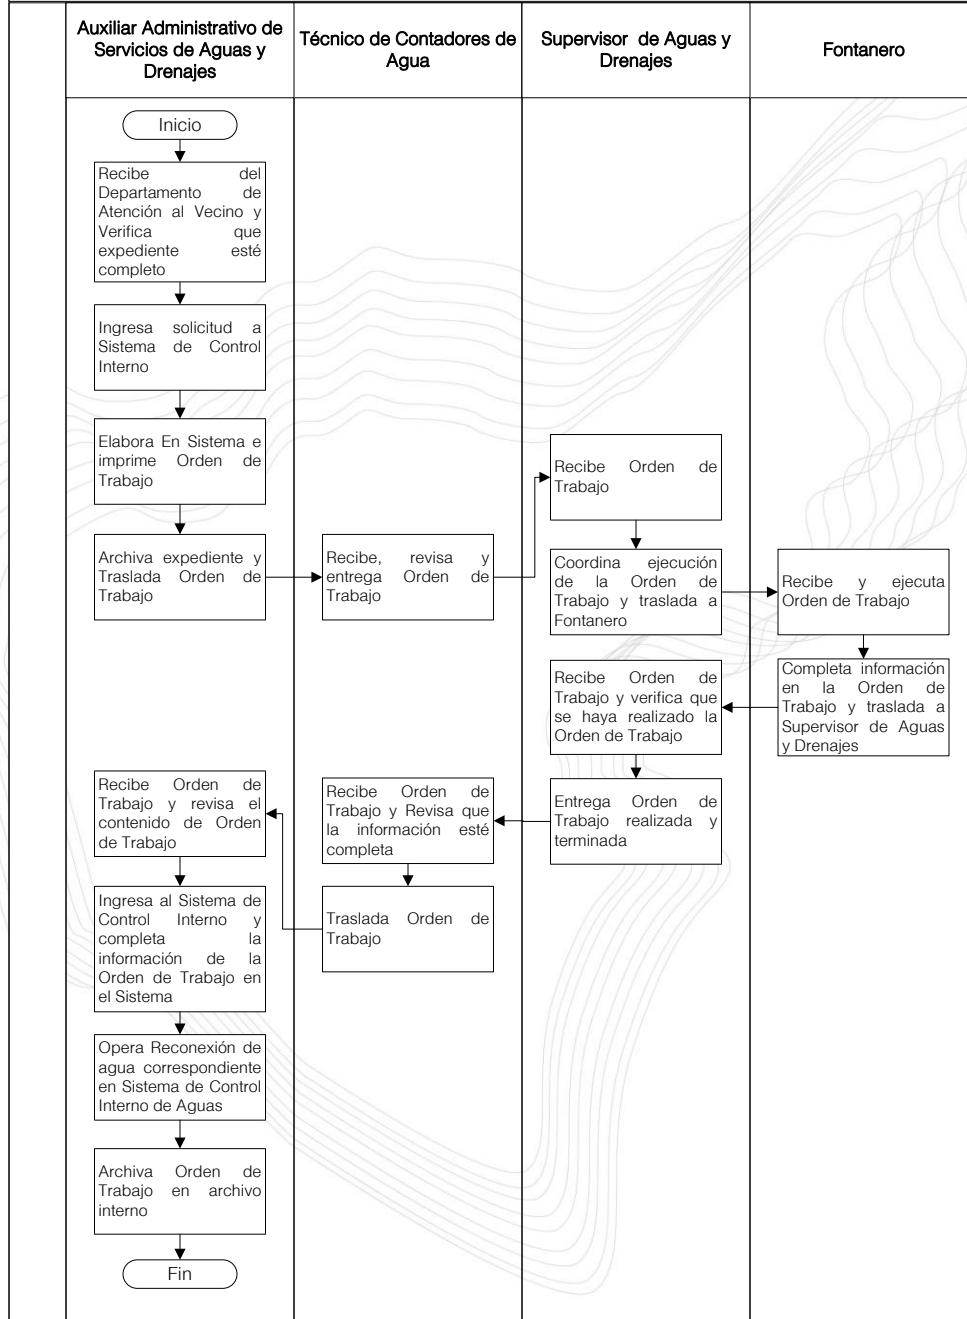 Auxiliar Administrativo de
Servicios de Aguas y
Drenajes
Técnico de Contadores de
Agua
Supervisor de Aguas y
Drenajes
Fontanero
Inicio
Recibe del
Departamento de
Atención al Vecino y
Verifica que
expediente esté
completo
Ingresa solicitud a
Sistema de Control
Interno
Elabora En Sistema e
imprime Orden de
Trabajo
Archiva expediente y
Traslada Orden de
Trabajo
Recibe, revisa y
entrega Orden de
Trabajo
Recibe Orden de
Trabajo
Coordina ejecución
de la Orden de
Trabajo y traslada a
Fontanero
Recibe y ejecuta
Orden de Trabajo
Completa información
en la Orden de
Trabajo y traslada a
Supervisor de Aguas
y Drenajes
Recibe Orden de
Trabajo y verifica que
se haya realizado la
Orden de Trabajo
Entrega Orden de
Trabajo realizada y
terminada
Recibe Orden de
Trabajo y Revisa que
la información esté
completa
Traslada Orden de
Trabajo
Recibe Orden de
Trabajo y revisa el
contenido de Orden
de Trabajo
Ingresa al Sistema de
Control Interno y
completa la
información de la
Orden de Trabajo en
el Sistema
Opera Reconexión de
agua correspondiente
en Sistema de Control
Interno de Aguas
Archiva Orden de
Trabajo en archivo
interno
Fin